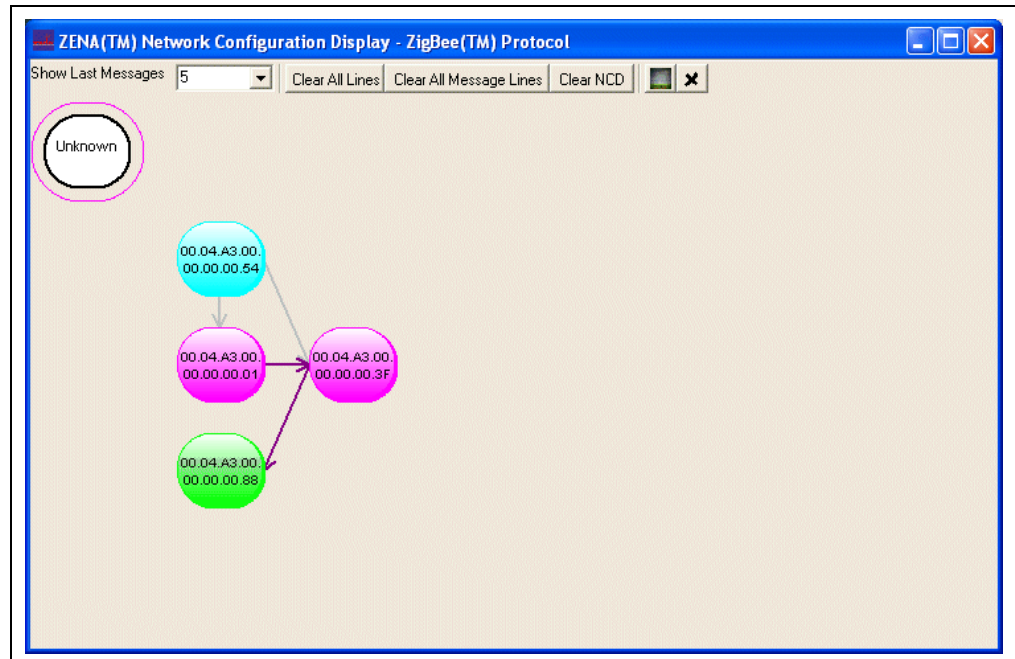 ZENA(TM) Network Configuration Display - ZigBee(TM) Protocol
Show Last Messages 5 Clear All Lines Clear All Message Lines Clear NCD
Unknown
00.04.A3.00.
00.00.00.54
00.04.A3.00.
00.00.00.01
00.04.A3.00.
00.00.00.3F
00.04.A3.00.
00.00.00.88